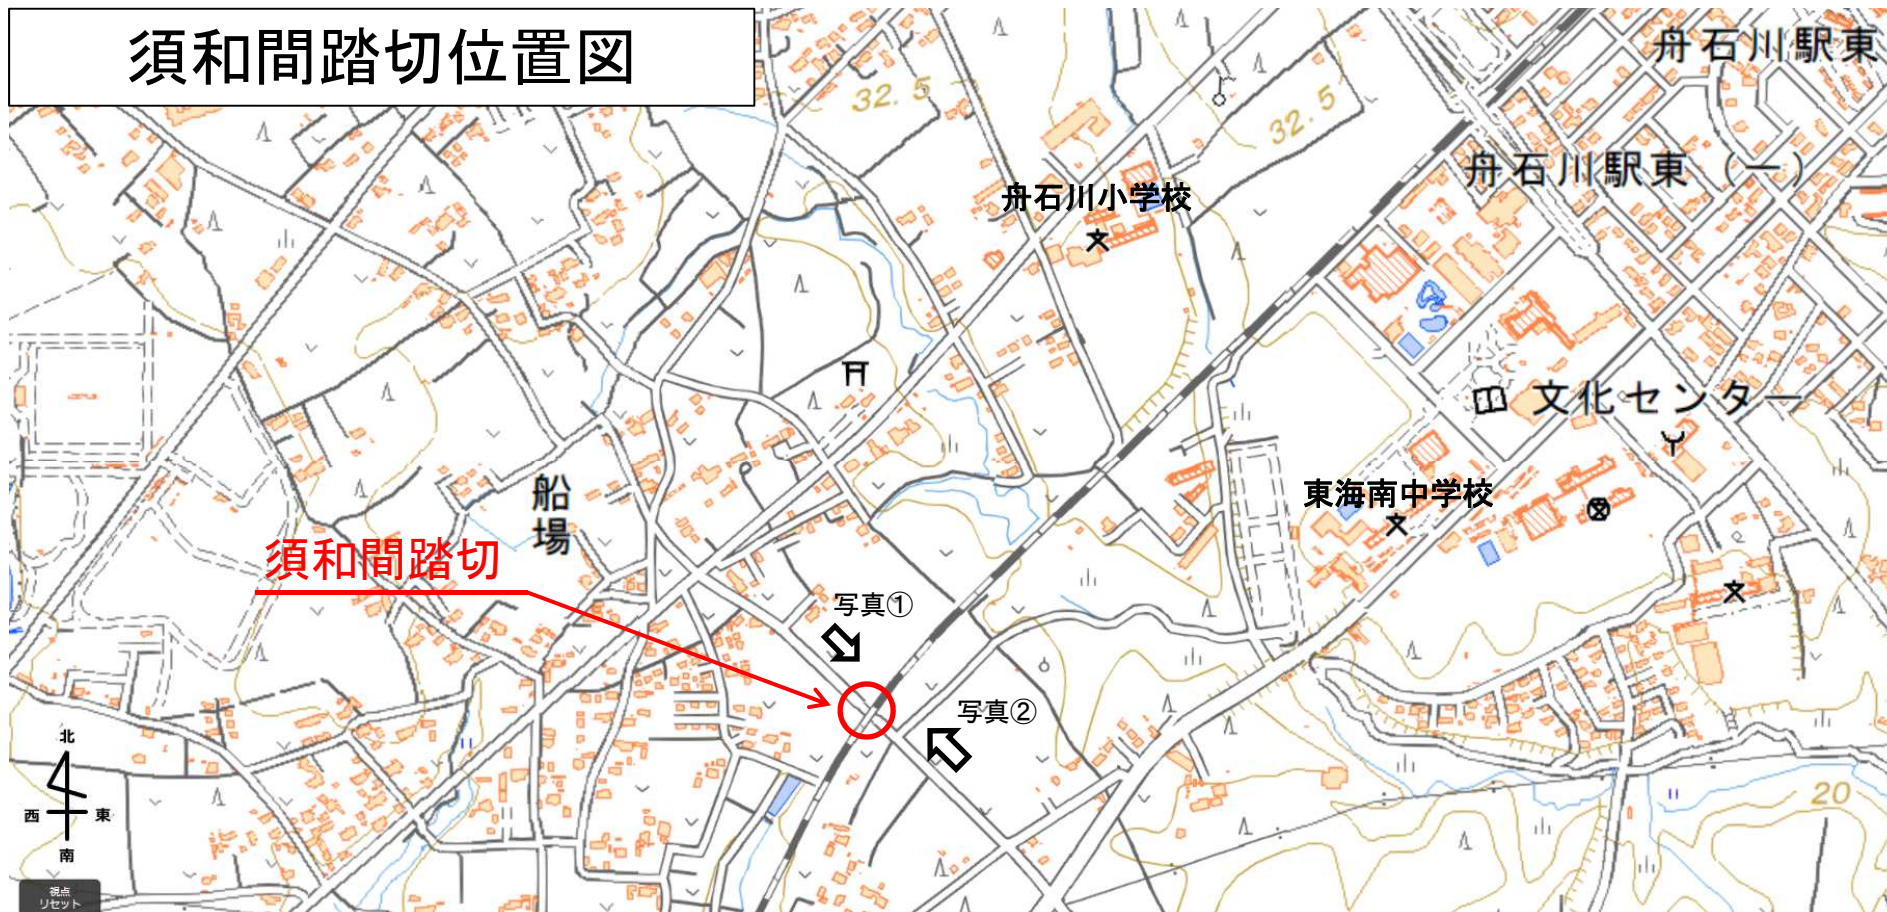 須和間踏切位置図
舟石川駅東
32.5
32.5
舟石川駅東(一)
舟石川小学校
文化センター
船場
東海南中学校
須和間踏切
写真①
写真②
北
西
東
南
20
視点
リセット